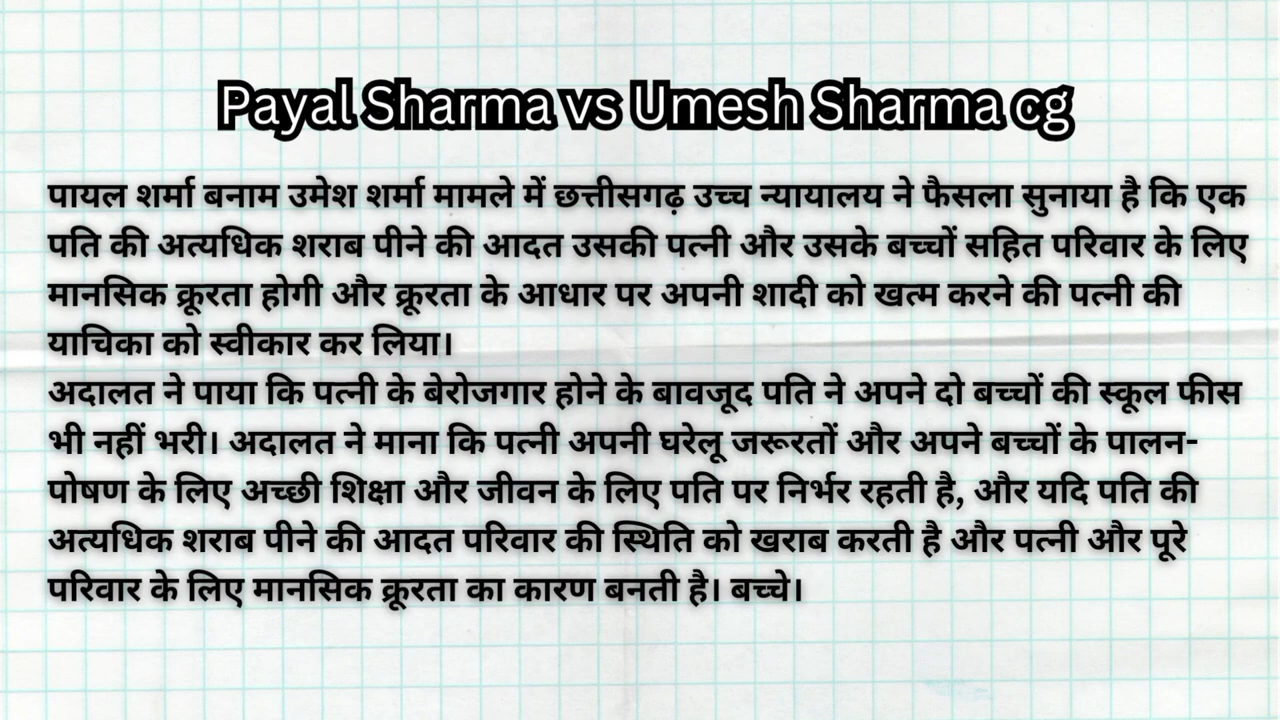 Payal Sharma vs Umesh Sharma cg
पायल शर्मा बनाम उमेश शर्मा मामले में छत्तीसगढ़ उच्च न्यायालय ने फैसला सुनाया है कि एक
पति की अत्यधिक शराब पीने की आदत उसकी पत्नी और उसके बच्चों सहित परिवार के लिए
मानसिक क्रूरता होगी और क्रूरता के आधार पर अपनी शादी को खत्म करने की पत्नी की
याचिका को स्वीकार कर लिया।
अदालत ने पाया कि पत्नी के बेरोजगार होने के बावजूद पति ने अपने दो बच्चों की स्कूल फीस
भी नहीं भरी। अदालत ने माना कि पत्नी अपनी घरेलू जरूरतों और अपने बच्चों के पालन-
पोषण के लिए अच्छी शिक्षा और जीवन के लिए पति पर निर्भर रहती है, और यदि पति की
अत्यधिक शराब पीने की आदत परिवार की स्थिति को खराब करती है और पत्नी और पूरे
परिवार के लिए मानसिक क्रूरता का कारण बनती है। बच्चे।